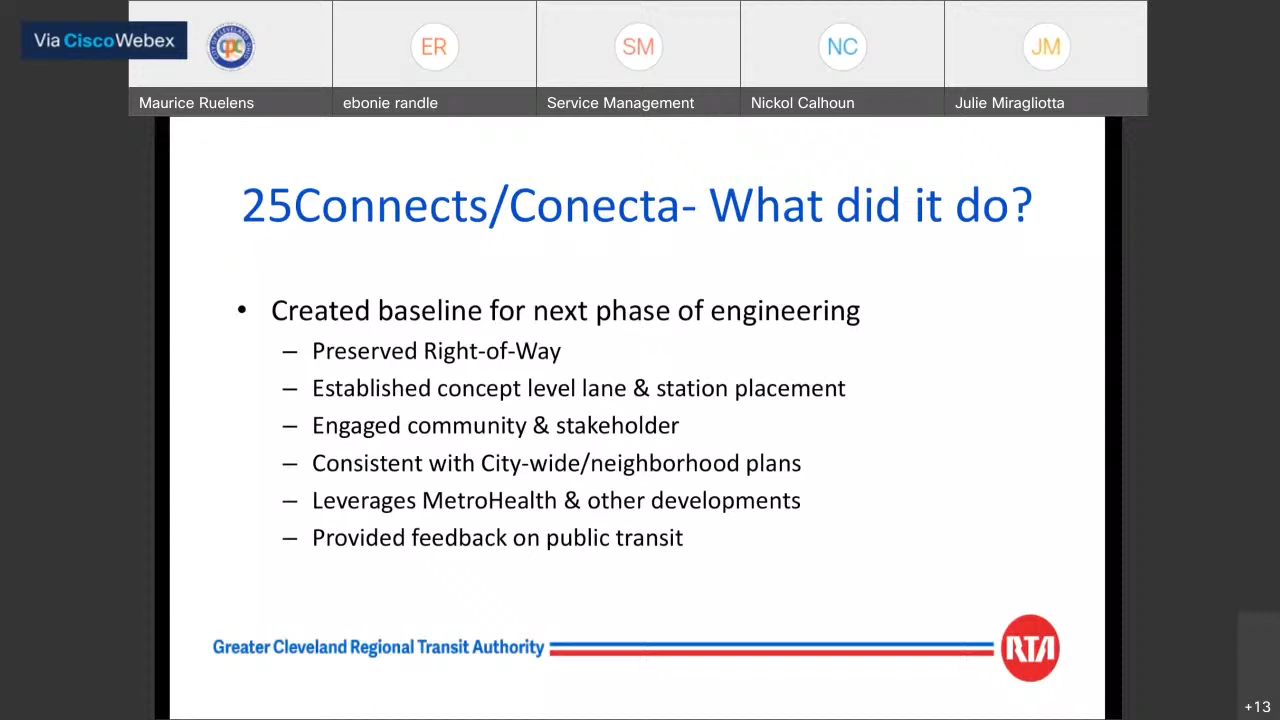 Via Cisco Webex
ER
SM
NC
JM
Maurice Ruelens
ebonie randle
Service Management
Nickol Calhoun
Julie Miragliotta
25Connects/Conecta- What did it do?
• Created baseline for next phase of engineering
– Preserved Right-of-Way
– Established concept level lane & station placement
– Engaged community & stakeholder
– Consistent with City-wide/neighborhood plans
– Leverages MetroHealth & other developments
– Provided feedback on public transit
Greater Cleveland Regional Transit Authority
RTA
+13